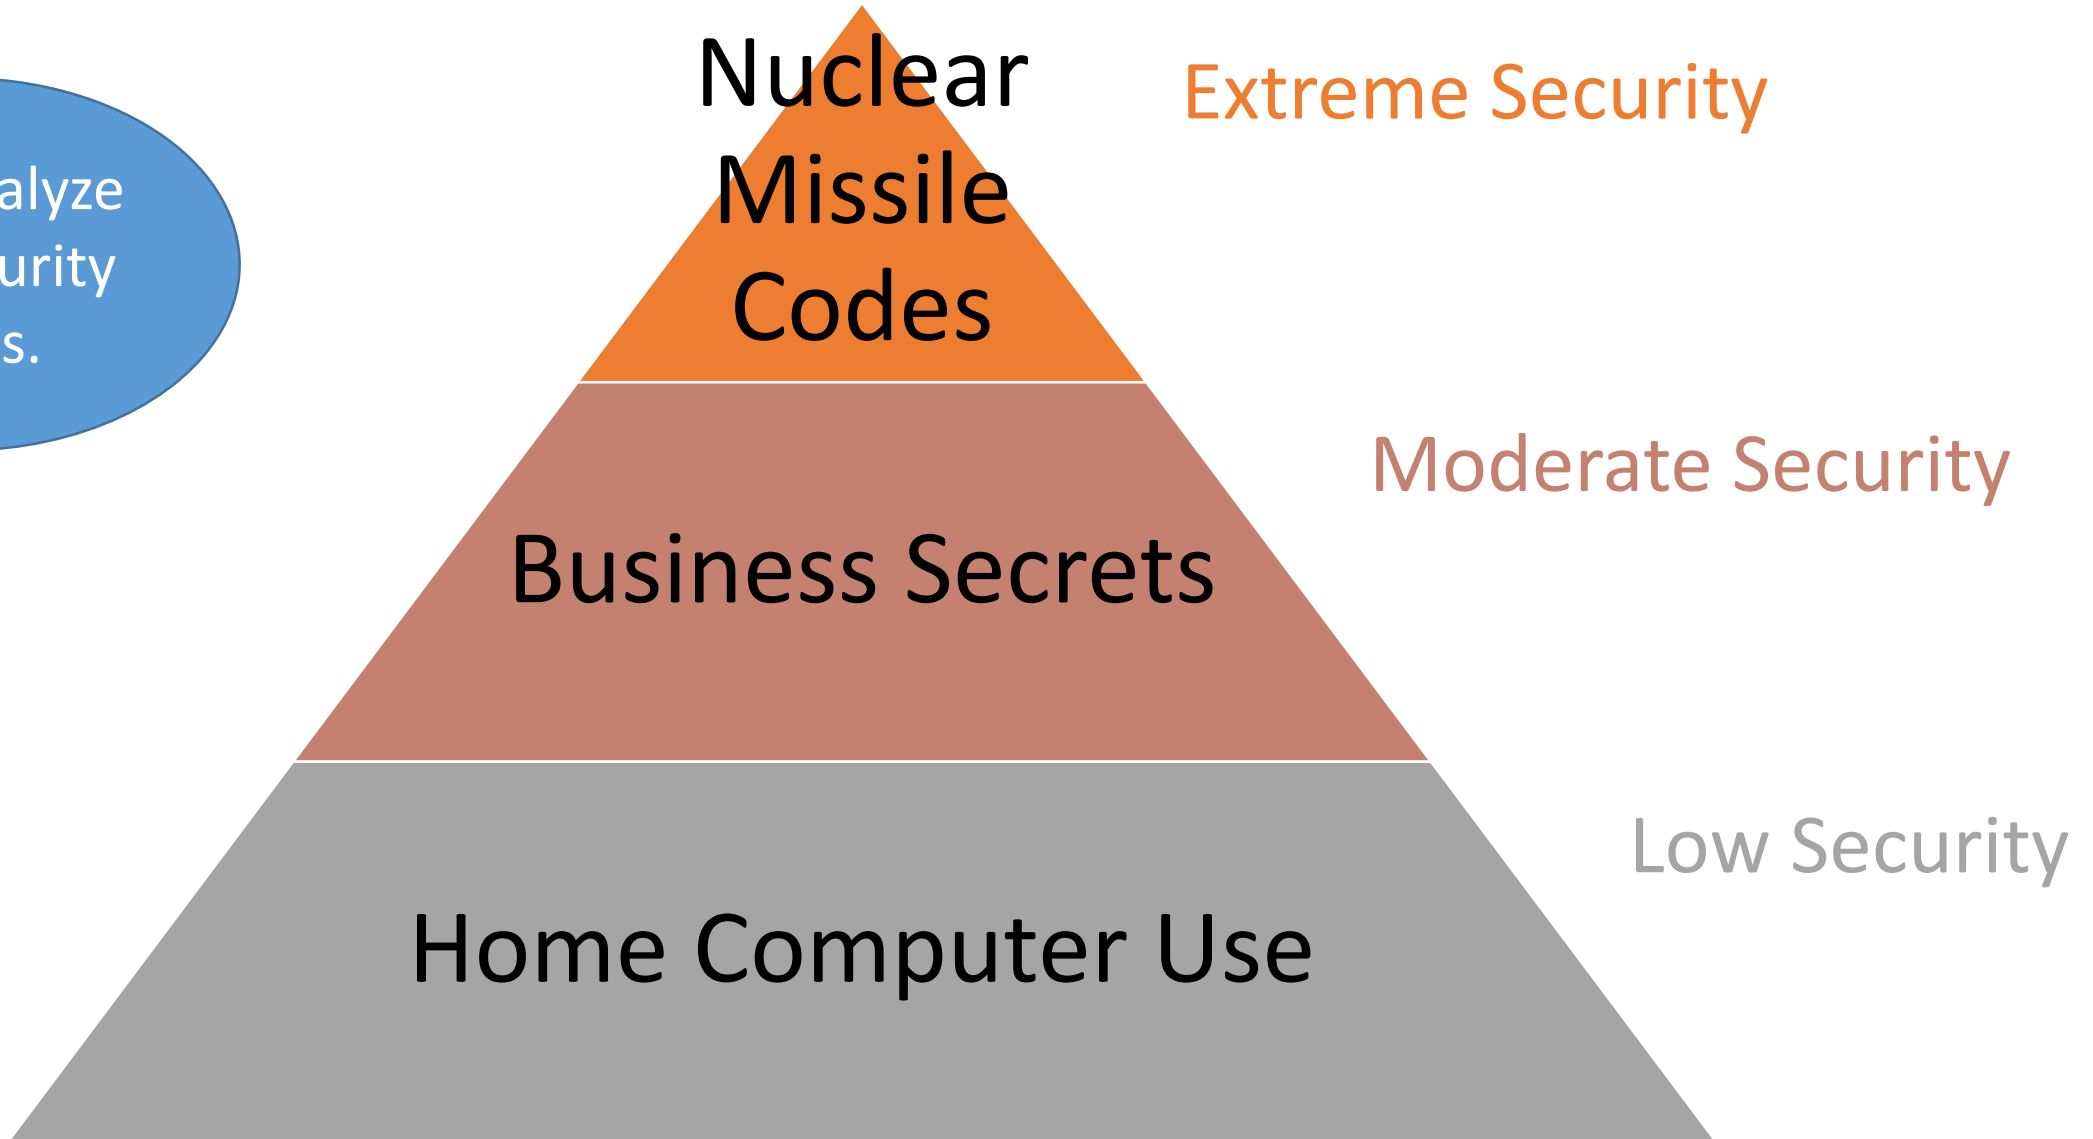 Nuclear
Missile
Codes
Extreme Security
alyze
urity
s.
Moderate Security
Business Secrets
Low Security
Home Computer Use